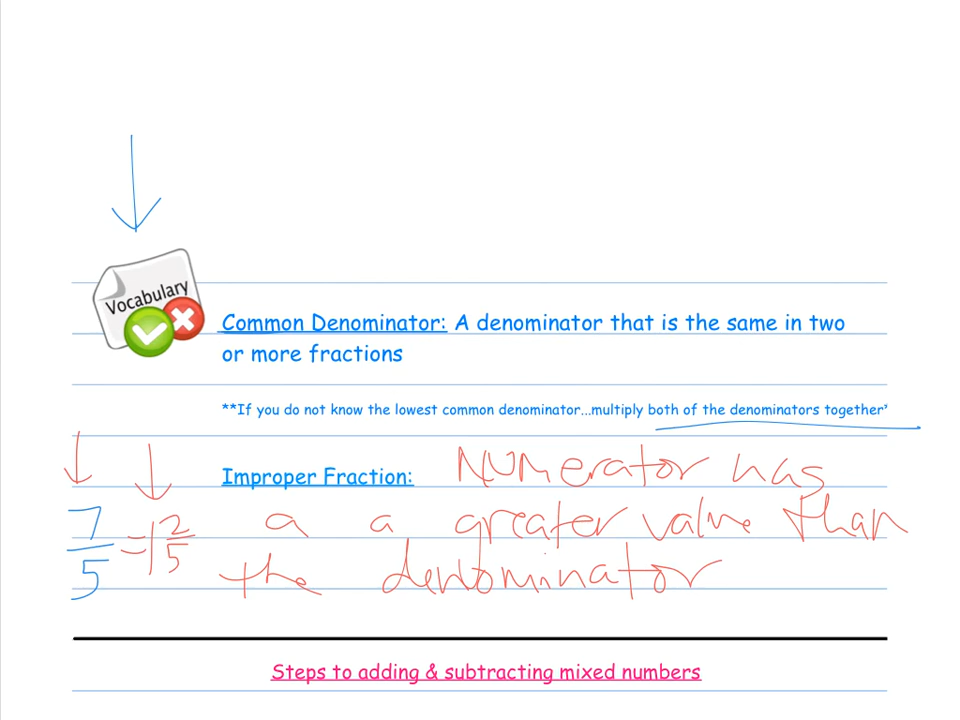 Vocabulary
Common Denominator: A denominator that is the same in two
or more fractions
**If you do not know the lowest common denominator...multiply both of the denominators together*
Improper Fraction: Numerator has
a a greater value than
the denominator
7/5 = 1 2/5
Steps to adding & subtracting mixed numbers